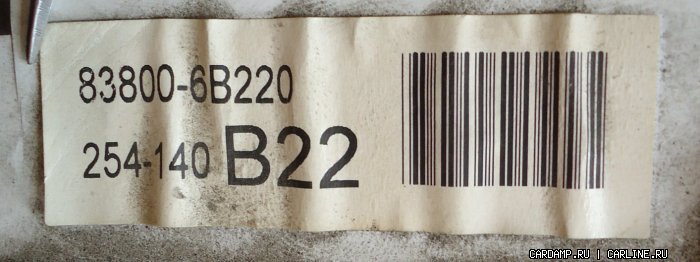 83800-6B220
254-140 B22
CARDAMP.RU | CARLINE.RU